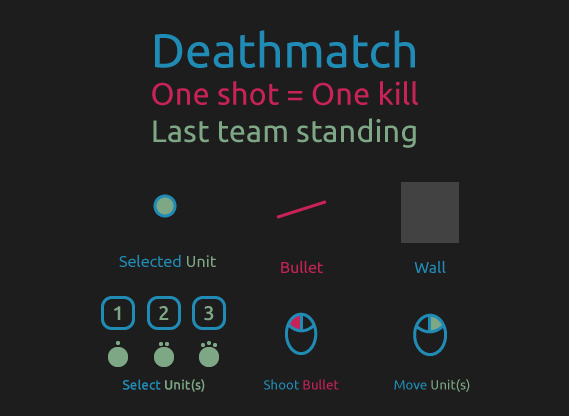 Deathmatch
One shot = One kill
Last team standing
Selected Unit
Bullet
Wall
1 2 3
Select Unit(s)
Shoot Bullet
Move Unit(s)